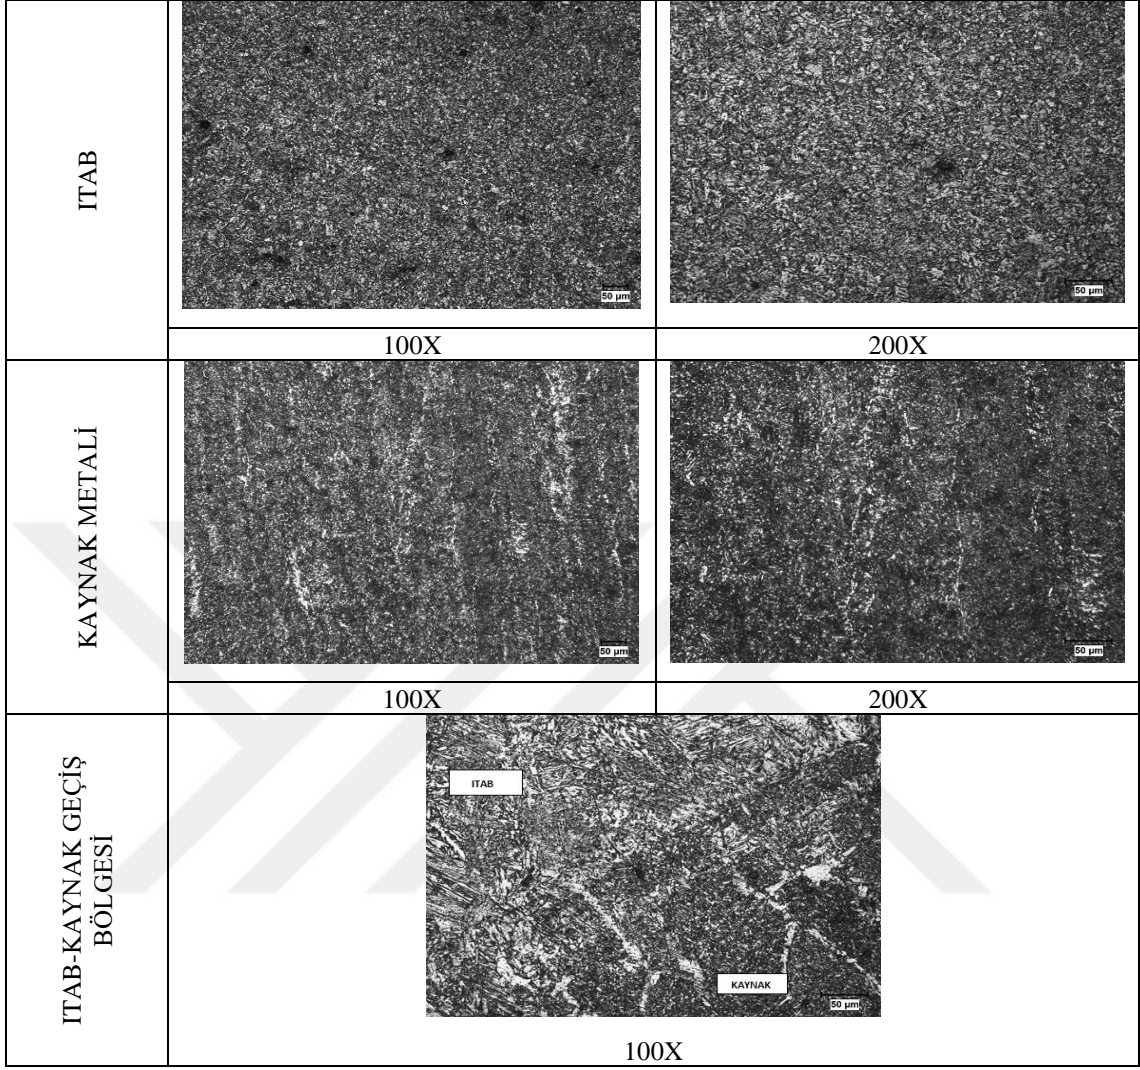 ITAB
50 µm
50 µm
100X
200X
KAYNAK METALİ
50 µm
50 µm
100X
200X
ITAB-KAYNAK GEÇİŞ
BÖLGESİ
ITAB
KAYNAK
50 µm
100X